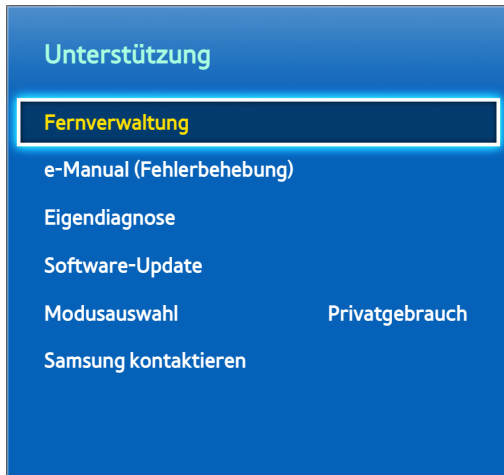 Unterstützung
Fernverwaltung
e-Manual (Fehlerbehebung)
Eigendiagnose
Software-Update
Modusauswahl Privatgebrauch
Samsung kontaktieren